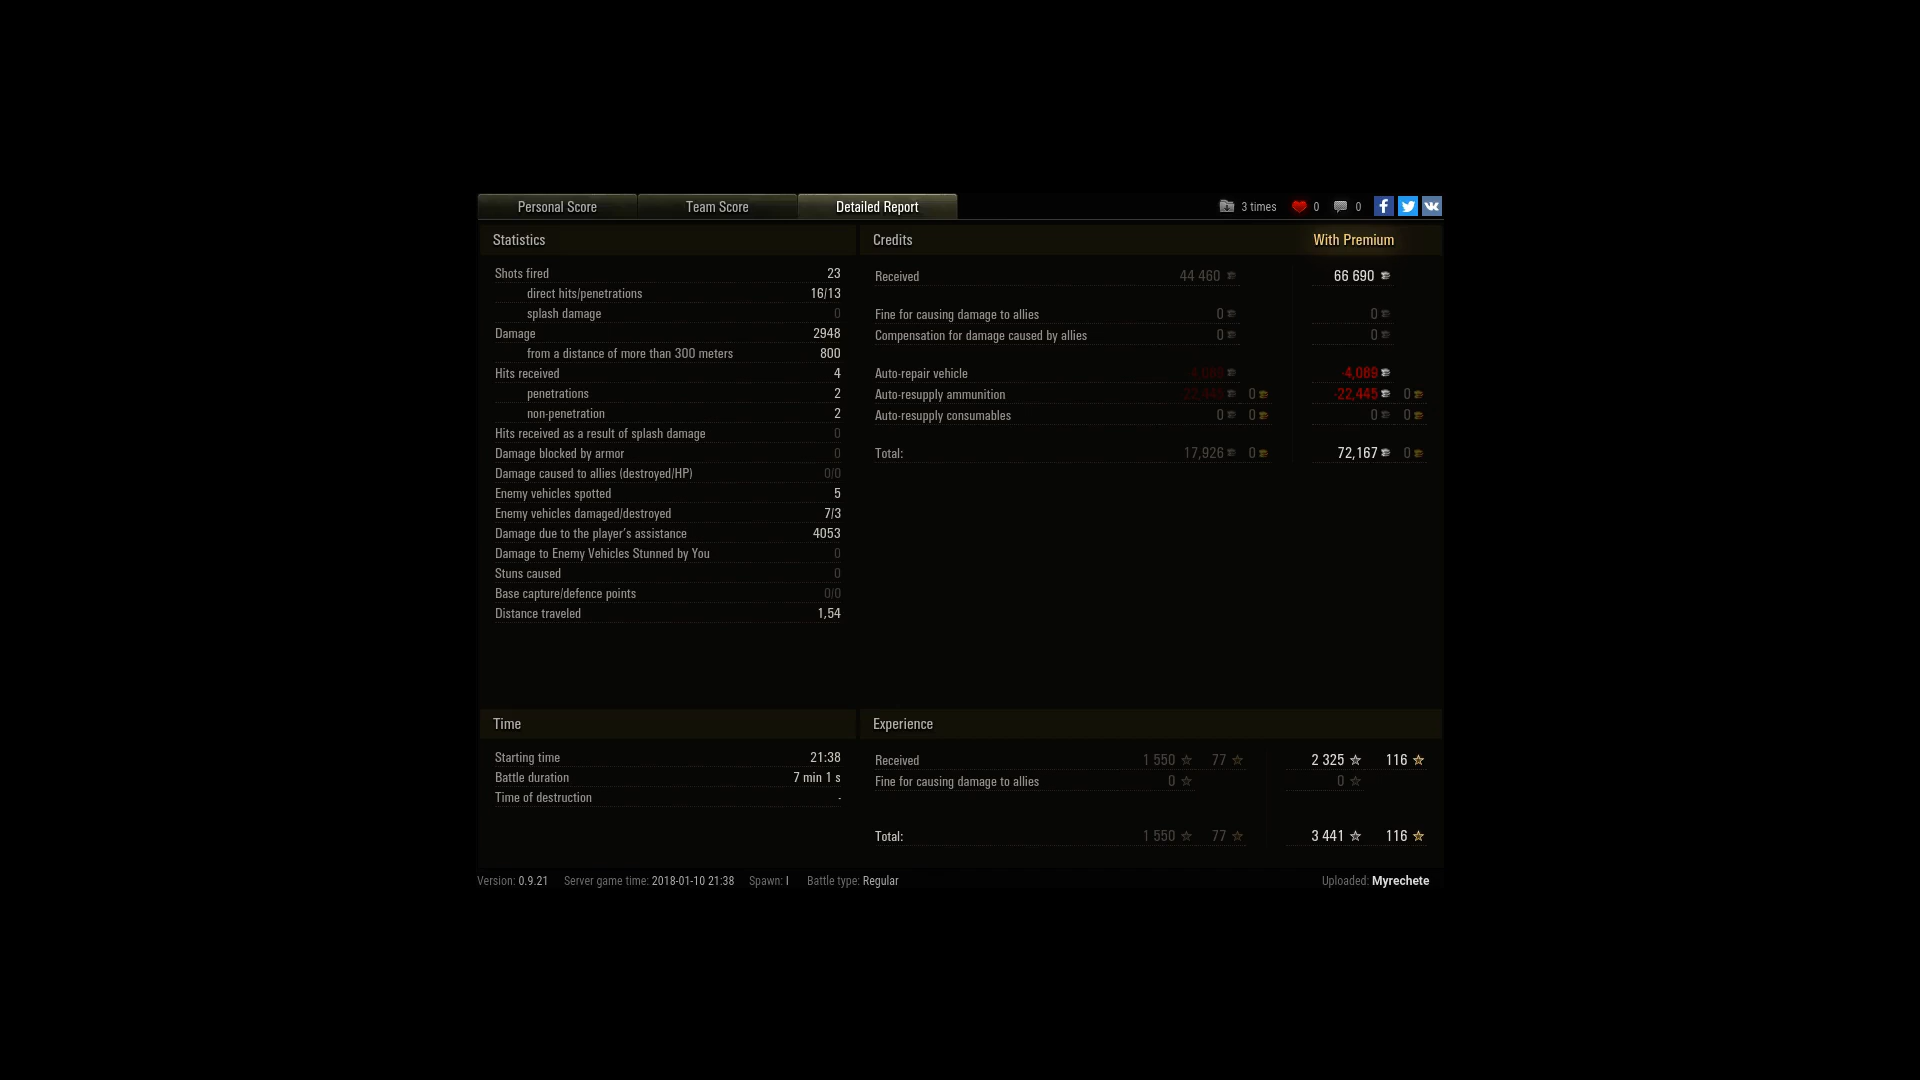 Personal Score Team Score Detailed Report 3 times 0 0
Statistics
Shots fired 23
direct hits/penetrations 16/13
splash damage 0
Damage 2948
from a distance of more than 300 meters 800
Hits received 4
penetrations 2
non-penetration 2
Hits received as a result of splash damage 0
Damage blocked by armor 0
Damage caused to allies (destroyed/HP) 0/0
Enemy vehicles spotted 5
Enemy vehicles damaged/destroyed 7/3
Damage due to the player's assistance 4053
Damage to Enemy Vehicles Stunned by You 0
Stuns caused 0
Base capture/defence points 0/0
Distance traveled 1,54
Credits With Premium
Received 44 460 66 690
Fine for causing damage to allies 0 0
Compensation for damage caused by allies 0 0
Auto-repair vehicle -4,089 -4,089
Auto-resupply ammunition -22,445 0 -22,445 0
Auto-resupply consumables 0 0 0 0
Total: 17,926 0 72,167 0
Time
Starting time 21:38
Battle duration 7 min 1 s
Time of destruction -
Experience
Received 1 550 77 2 325 116
Fine for causing damage to allies 0 0
Total: 1 550 77 3 441 116
Version: 0.9.21 Server game time: 2018-01-10 21:38 Spawn: I Battle type: Regular Uploaded: Myrechete